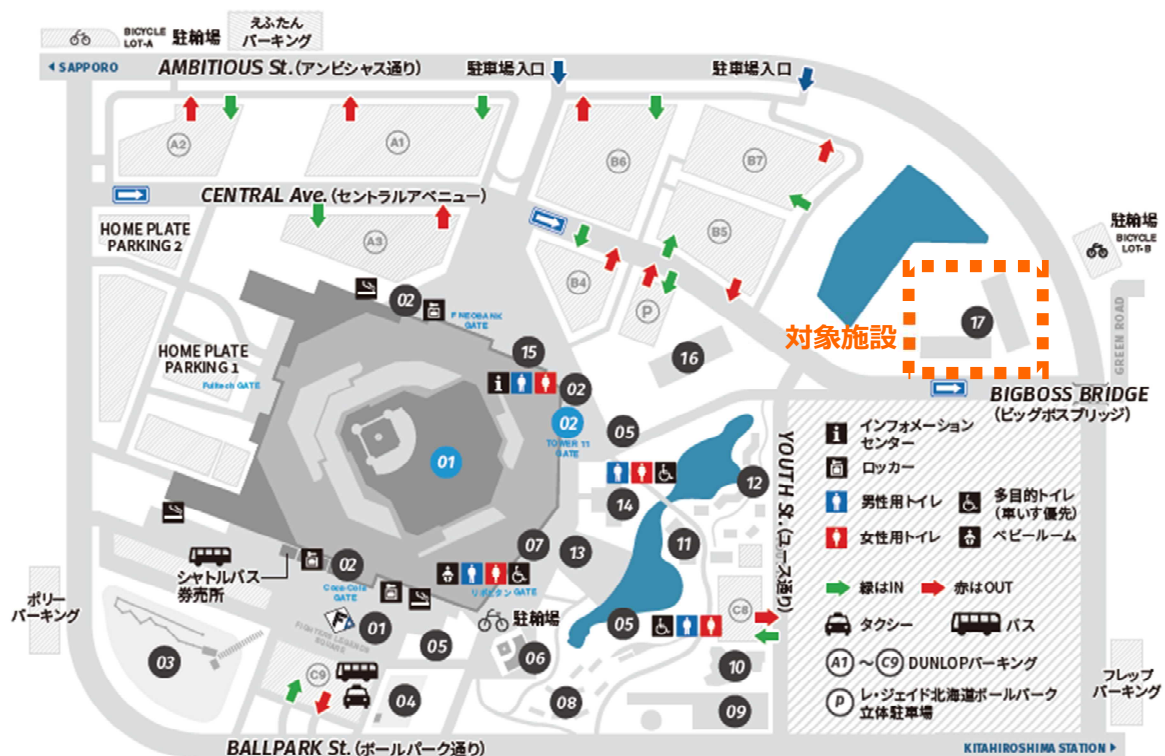 BICYCLE
LOT-A
駐輪場
えふたん
パーキング
SAPPORO
AMBITIOUS St.(アンビシャス通り)
駐車場入口
駐車場入口
A2
A1
B6
B7
CENTRAL Ave.(セントラルアベニュー)
HOME PLATE
PARKING 2
A3
B5
B4
P
駐輪場
BICYCLE
LOT-B
GREEN ROAD
02
F NEOBANK
GATE
対象施設
17
HOME PLATE
PARKING 1
Fulltech GATE
15
16
02
02
TOWER 11
GATE
05
BIGBOSS BRIDGE
(ビッグボスブリッジ)
01
YOUTH St.(ユース通り)
インフォメーション
センター
ロッカー
男性用トイレ
多目的トイレ
(車いす優先)
女性用トイレ
ベビールーム
緑はIN
赤はOUT
タクシー
バス
A1～C9 DUNLOPパーキング
P
レ・ジェイド北海道ボールパーク
立体駐車場
12
14
11
07
13
シャトルバス
券売所
02
Coca-Cola
GATE
リポビタン GATE
ポリー
パーキング
F
01
FIGHTERS LEGENDS
SQUARE
05
駐輪場
05
C8
03
06
10
C9
04
08
09
フレップ
パーキング
BALLPARK St.(ボールパーク通り)
KITAHIROSHIMA STATION